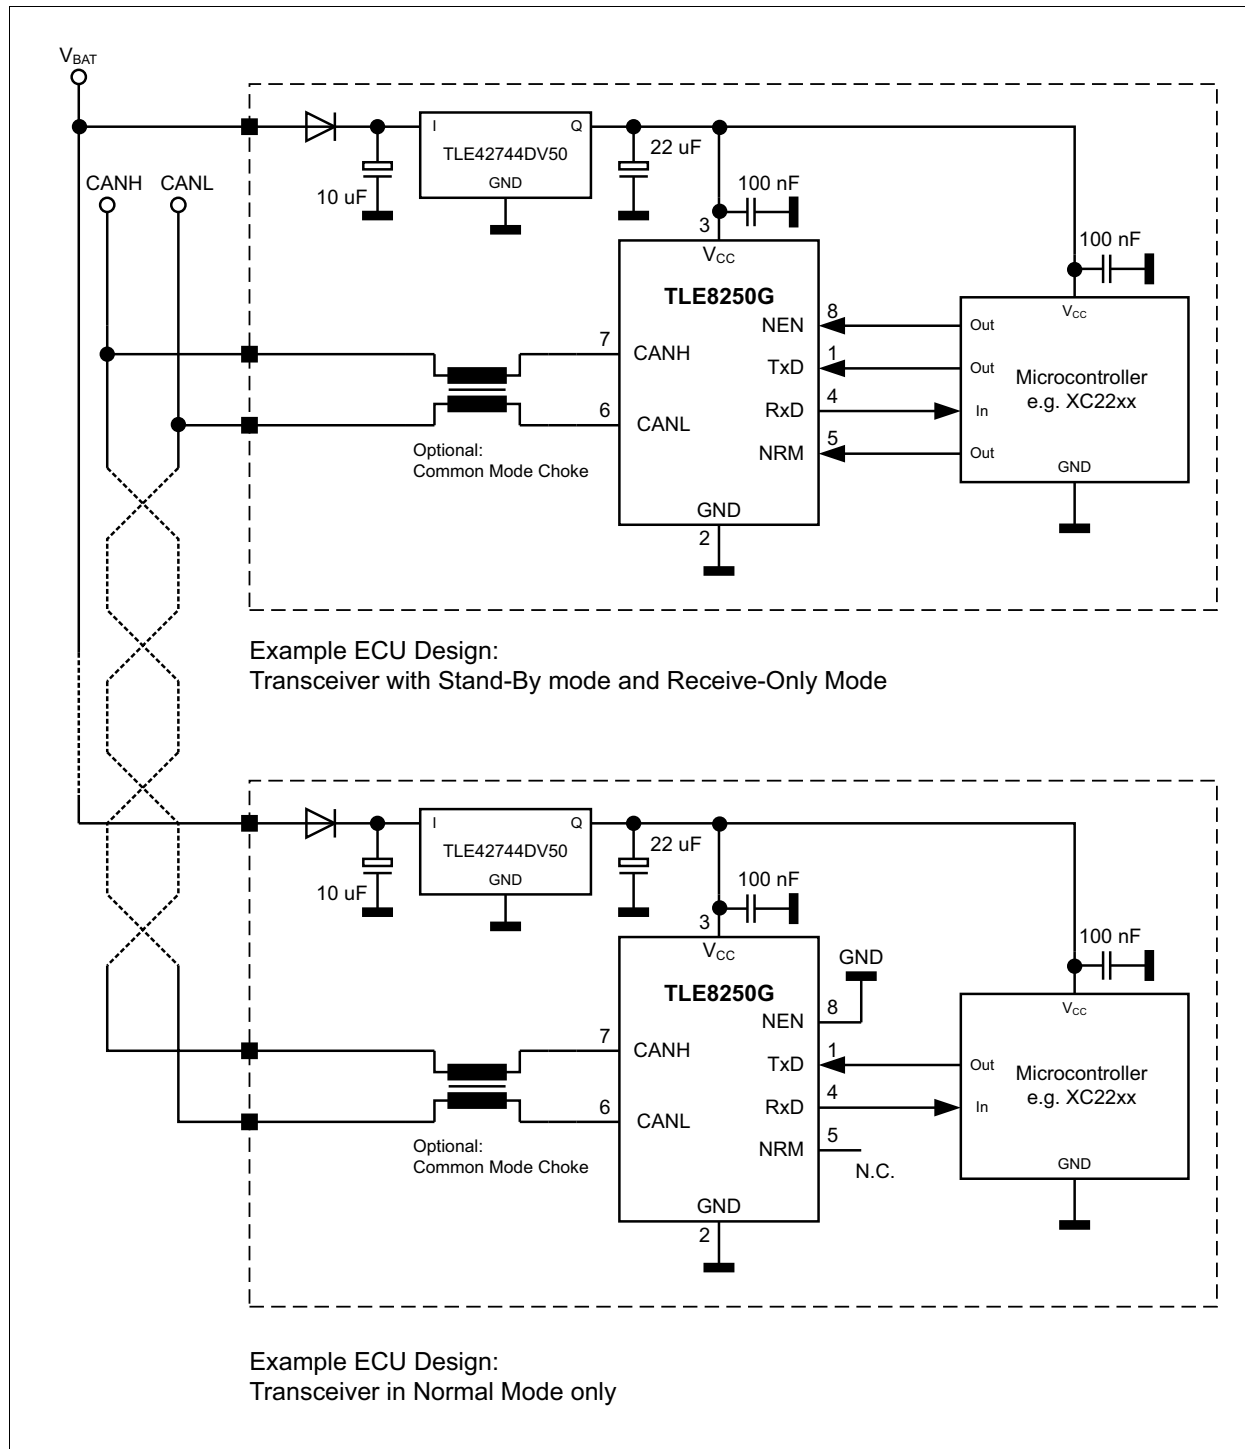 VBAT
I
Q
TLE42744DV50
GND
10 uF
22 uF
100 nF
CANH
CANL
3
VCC
TLE8250G
100 nF
VCC
7
CANH
6
CANL
NEN
8
TxD
1
RxD
4
NRM
5
Out
Out
In
Out
Microcontroller
e.g. XC22xx
GND
Optional:
Common Mode Choke
GND
2
Example ECU Design:
Transceiver with Stand-By mode and Receive-Only Mode
I
Q
TLE42744DV50
GND
10 uF
22 uF
100 nF
3
VCC
TLE8250G
GND
100 nF
VCC
7
CANH
6
CANL
NEN
8
TxD
1
RxD
4
NRM
5
N.C.
Out
In
Microcontroller
e.g. XC22xx
GND
Optional:
Common Mode Choke
GND
2
Example ECU Design:
Transceiver in Normal Mode only